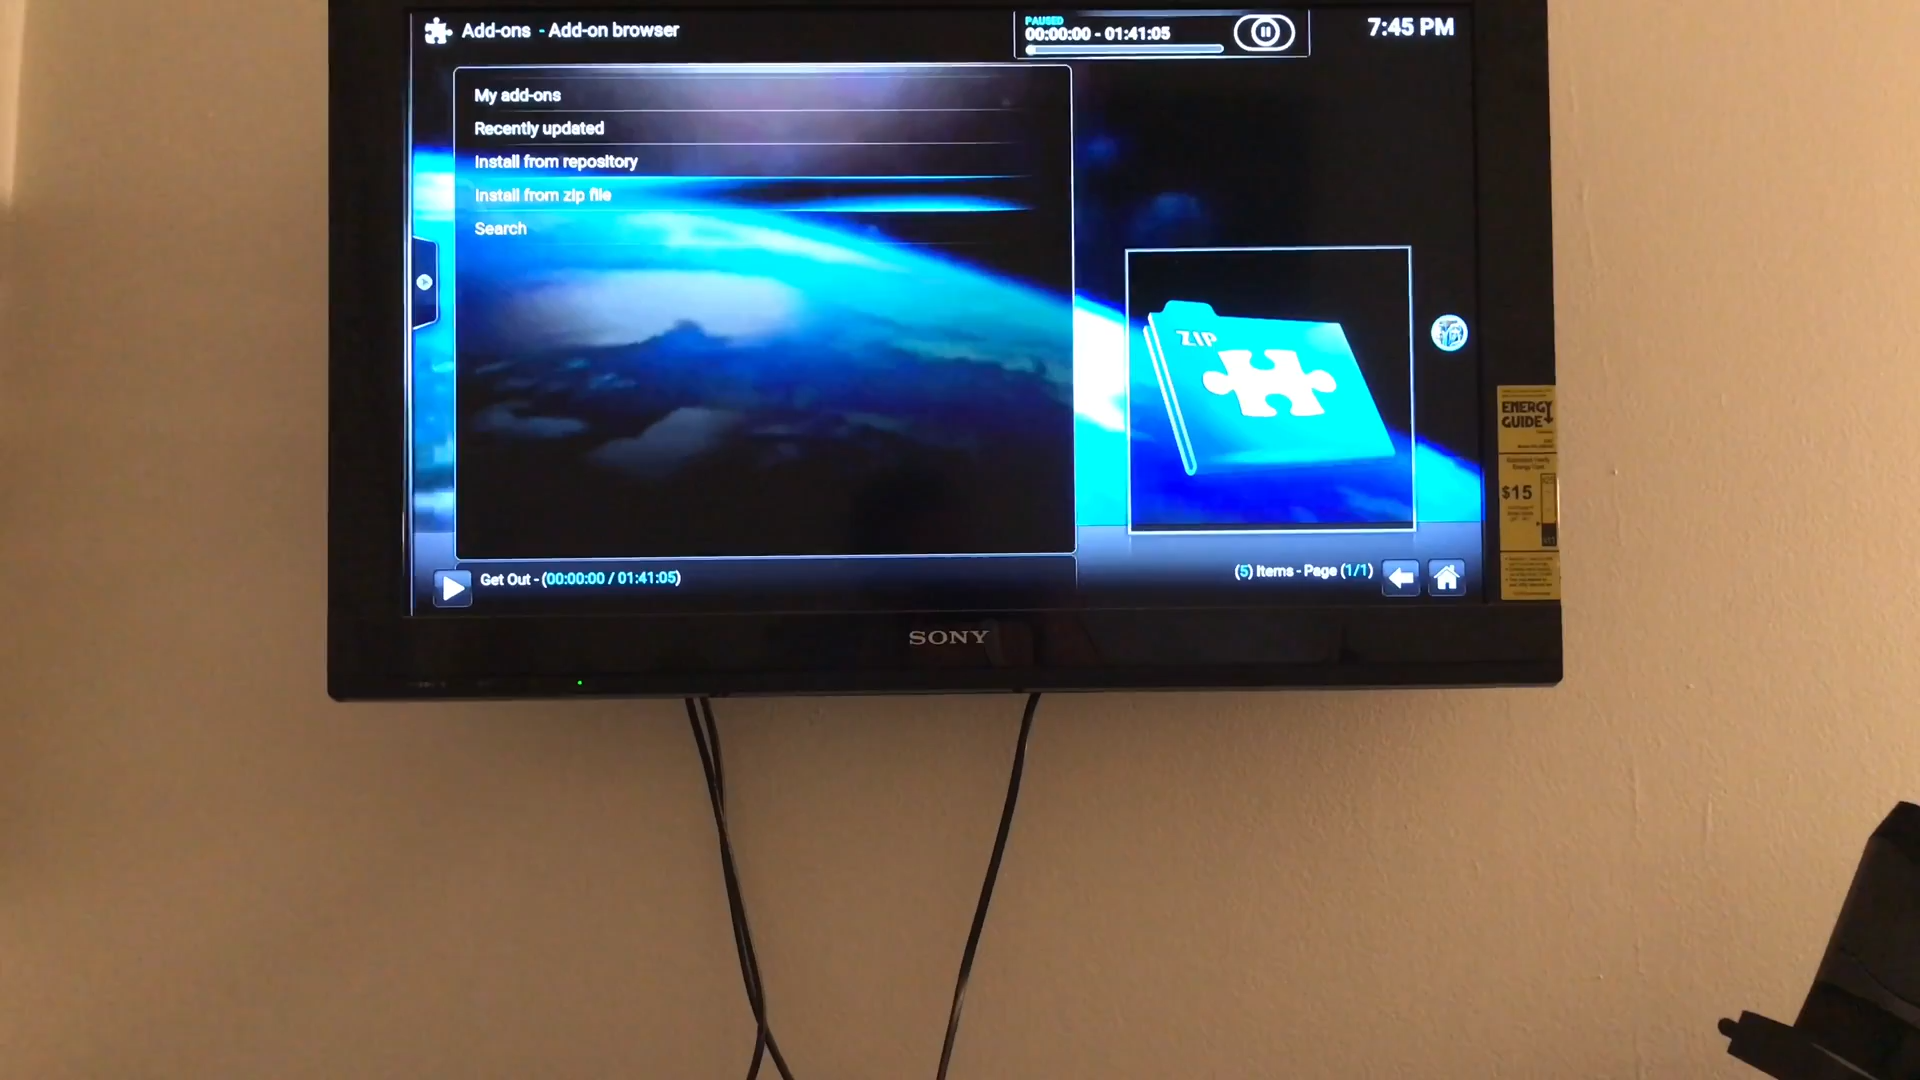 Add-ons - Add-on browser
PAUSED
00:00:00 - 01:41:05
7:45 PM
My add-ons
Recently updated
Install from repository
Install from zip file
Search
ZIP
ENERGY
GUIDE
$15
Get Out - (00:00:00 / 01:41:05)
(5) Items - Page (1/1)
SONY